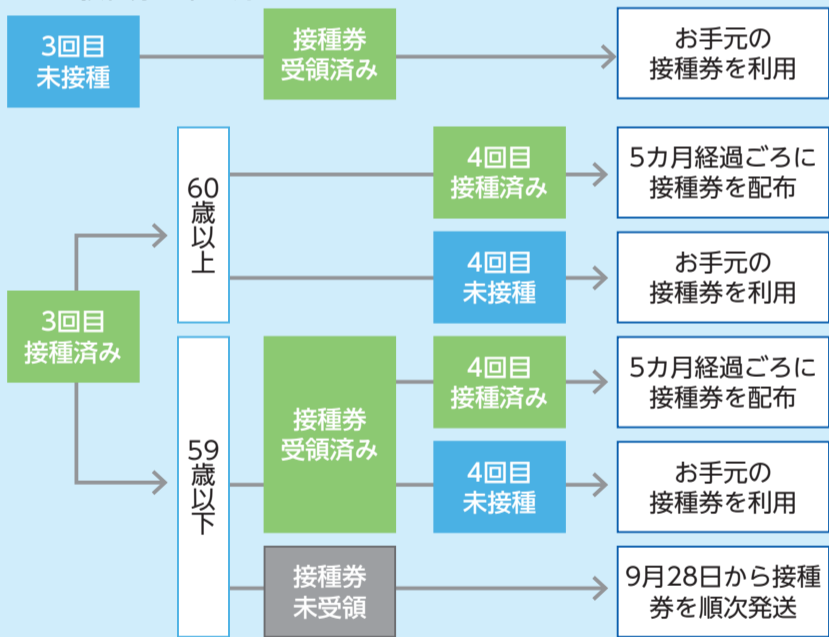 3回目
未接種
接種券
受領済み
お手元の
接種券を利用
3回目
接種済み
60歳以上
4回目
接種済み
5カ月経過ごろに
接種券を配布
4回目
未接種
お手元の
接種券を利用
59歳以下
接種券
受領済み
4回目
接種済み
5カ月経過ごろに
接種券を配布
4回目
未接種
お手元の
接種券を利用
接種券
未受領
9月28日から接種
券を順次発送